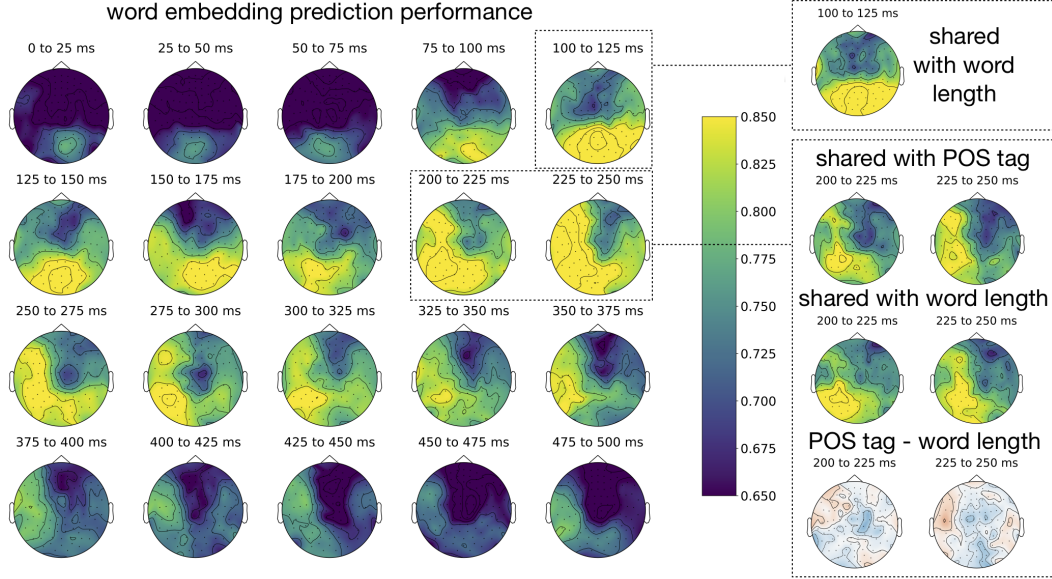 word embedding prediction performance
0 to 25 ms
25 to 50 ms
50 to 75 ms
75 to 100 ms
100 to 125 ms
125 to 150 ms
150 to 175 ms
175 to 200 ms
200 to 225 ms
225 to 250 ms
250 to 275 ms
275 to 300 ms
300 to 325 ms
325 to 350 ms
350 to 375 ms
375 to 400 ms
400 to 425 ms
425 to 450 ms
450 to 475 ms
475 to 500 ms
0.850
0.825
0.800
0.775
0.750
0.725
0.700
0.675
0.650
100 to 125 ms
shared
with word
length
shared with POS tag
200 to 225 ms
225 to 250 ms
shared with word length
200 to 225 ms
225 to 250 ms
POS tag - word length
200 to 225 ms
225 to 250 ms